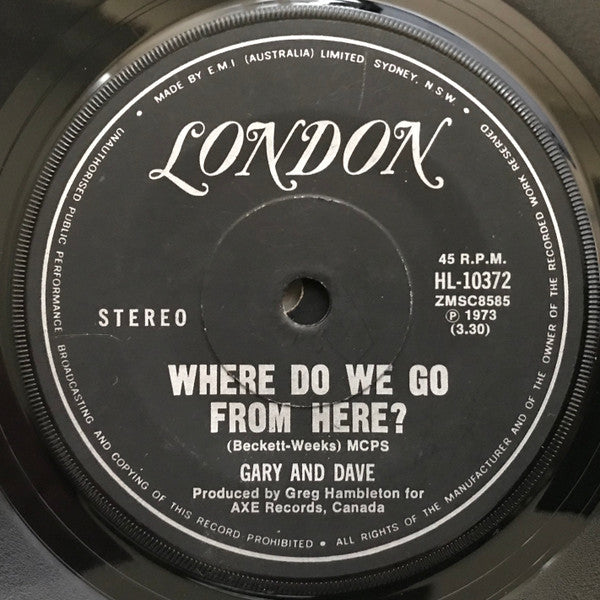 • MADE BY E.M.I (AUSTRALIA) LIMITED, SYDNEY, N.S.W. •
LONDON
45 R.P.M.
HL-10372
ZMSC8585
℗ 1973
(3.30)
STEREO
WHERE DO WE GO
FROM HERE?
(Beckett-Weeks) MCPS
GARY AND DAVE
Produced by Greg Hambleton for
AXE Records, Canada
UNAUTHORISED PUBLIC PERFORMANCE, BROADCASTING AND COPYING OF THIS RECORD PROHIBITED • ALL RIGHTS OF THE MANUFACTURER AND OF THE OWNER OF THE RECORDED WORK RESERVED